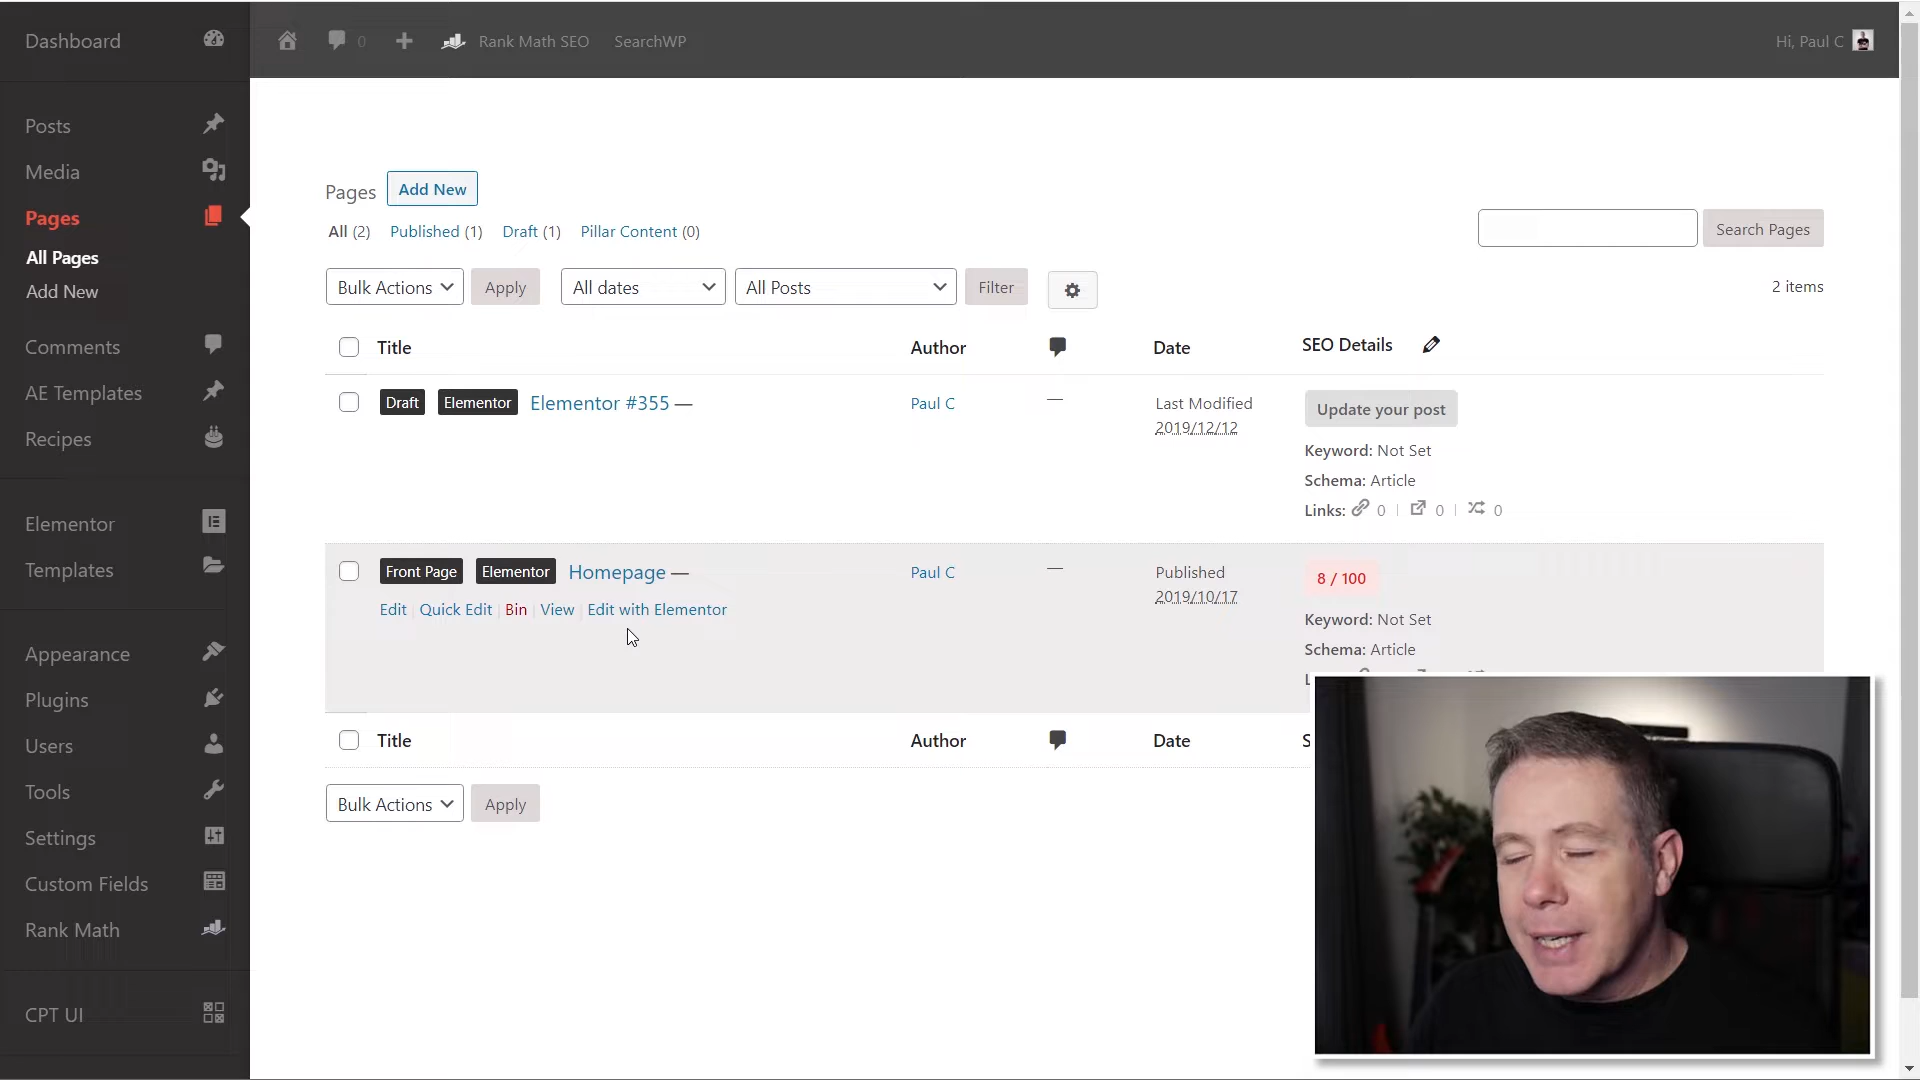 Dashboard
0
Rank Math SEO
SearchWP
Hi, Paul C
Posts
Media
Pages
All Pages
Add New
Comments
AE Templates
Recipes
Elementor
Templates
Appearance
Plugins
Users
Tools
Settings
Custom Fields
Rank Math
CPT UI
Pages Add New
All (2) Published (1) Draft (1) Pillar Content (0)
Search Pages
Bulk Actions Apply All dates All Posts Filter
2 items
Title Author Date SEO Details
Draft Elementor Elementor #355 —
Paul C
—
Last Modified
2019/12/12
Update your post
Keyword: Not Set
Schema: Article
Links: 0 | 0 | 0
Front Page Elementor Homepage —
Edit | Quick Edit | Bin | View | Edit with Elementor
Paul C
—
Published
2019/10/17
8 / 100
Keyword: Not Set
Schema: Article
Title Author Date
Bulk Actions Apply